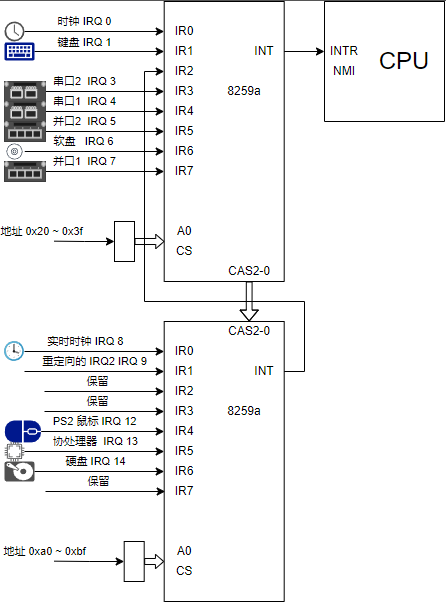 时钟 IRQ 0 IR0
键盘 IRQ 1 IR1 INT INTR
IR2 NMI CPU
串口2 IRQ 3 IR3 8259a
串口1 IRQ 4 IR4
并口2 IRQ 5 IR5
软盘 IRQ 6 IR6
并口1 IRQ 7 IR7
地址 0x20 ~ 0x3f A0
CS
CAS2-0
CAS2-0
实时时钟 IRQ 8 IR0
重定向的 IRQ2 IRQ 9 IR1 INT
保留 IR2
保留 IR3 8259a
PS2 鼠标 IRQ 12 IR4
协处理器 IRQ 13 IR5
硬盘 IRQ 14 IR6
保留 IR7
地址 0xa0 ~ 0xbf A0
CS